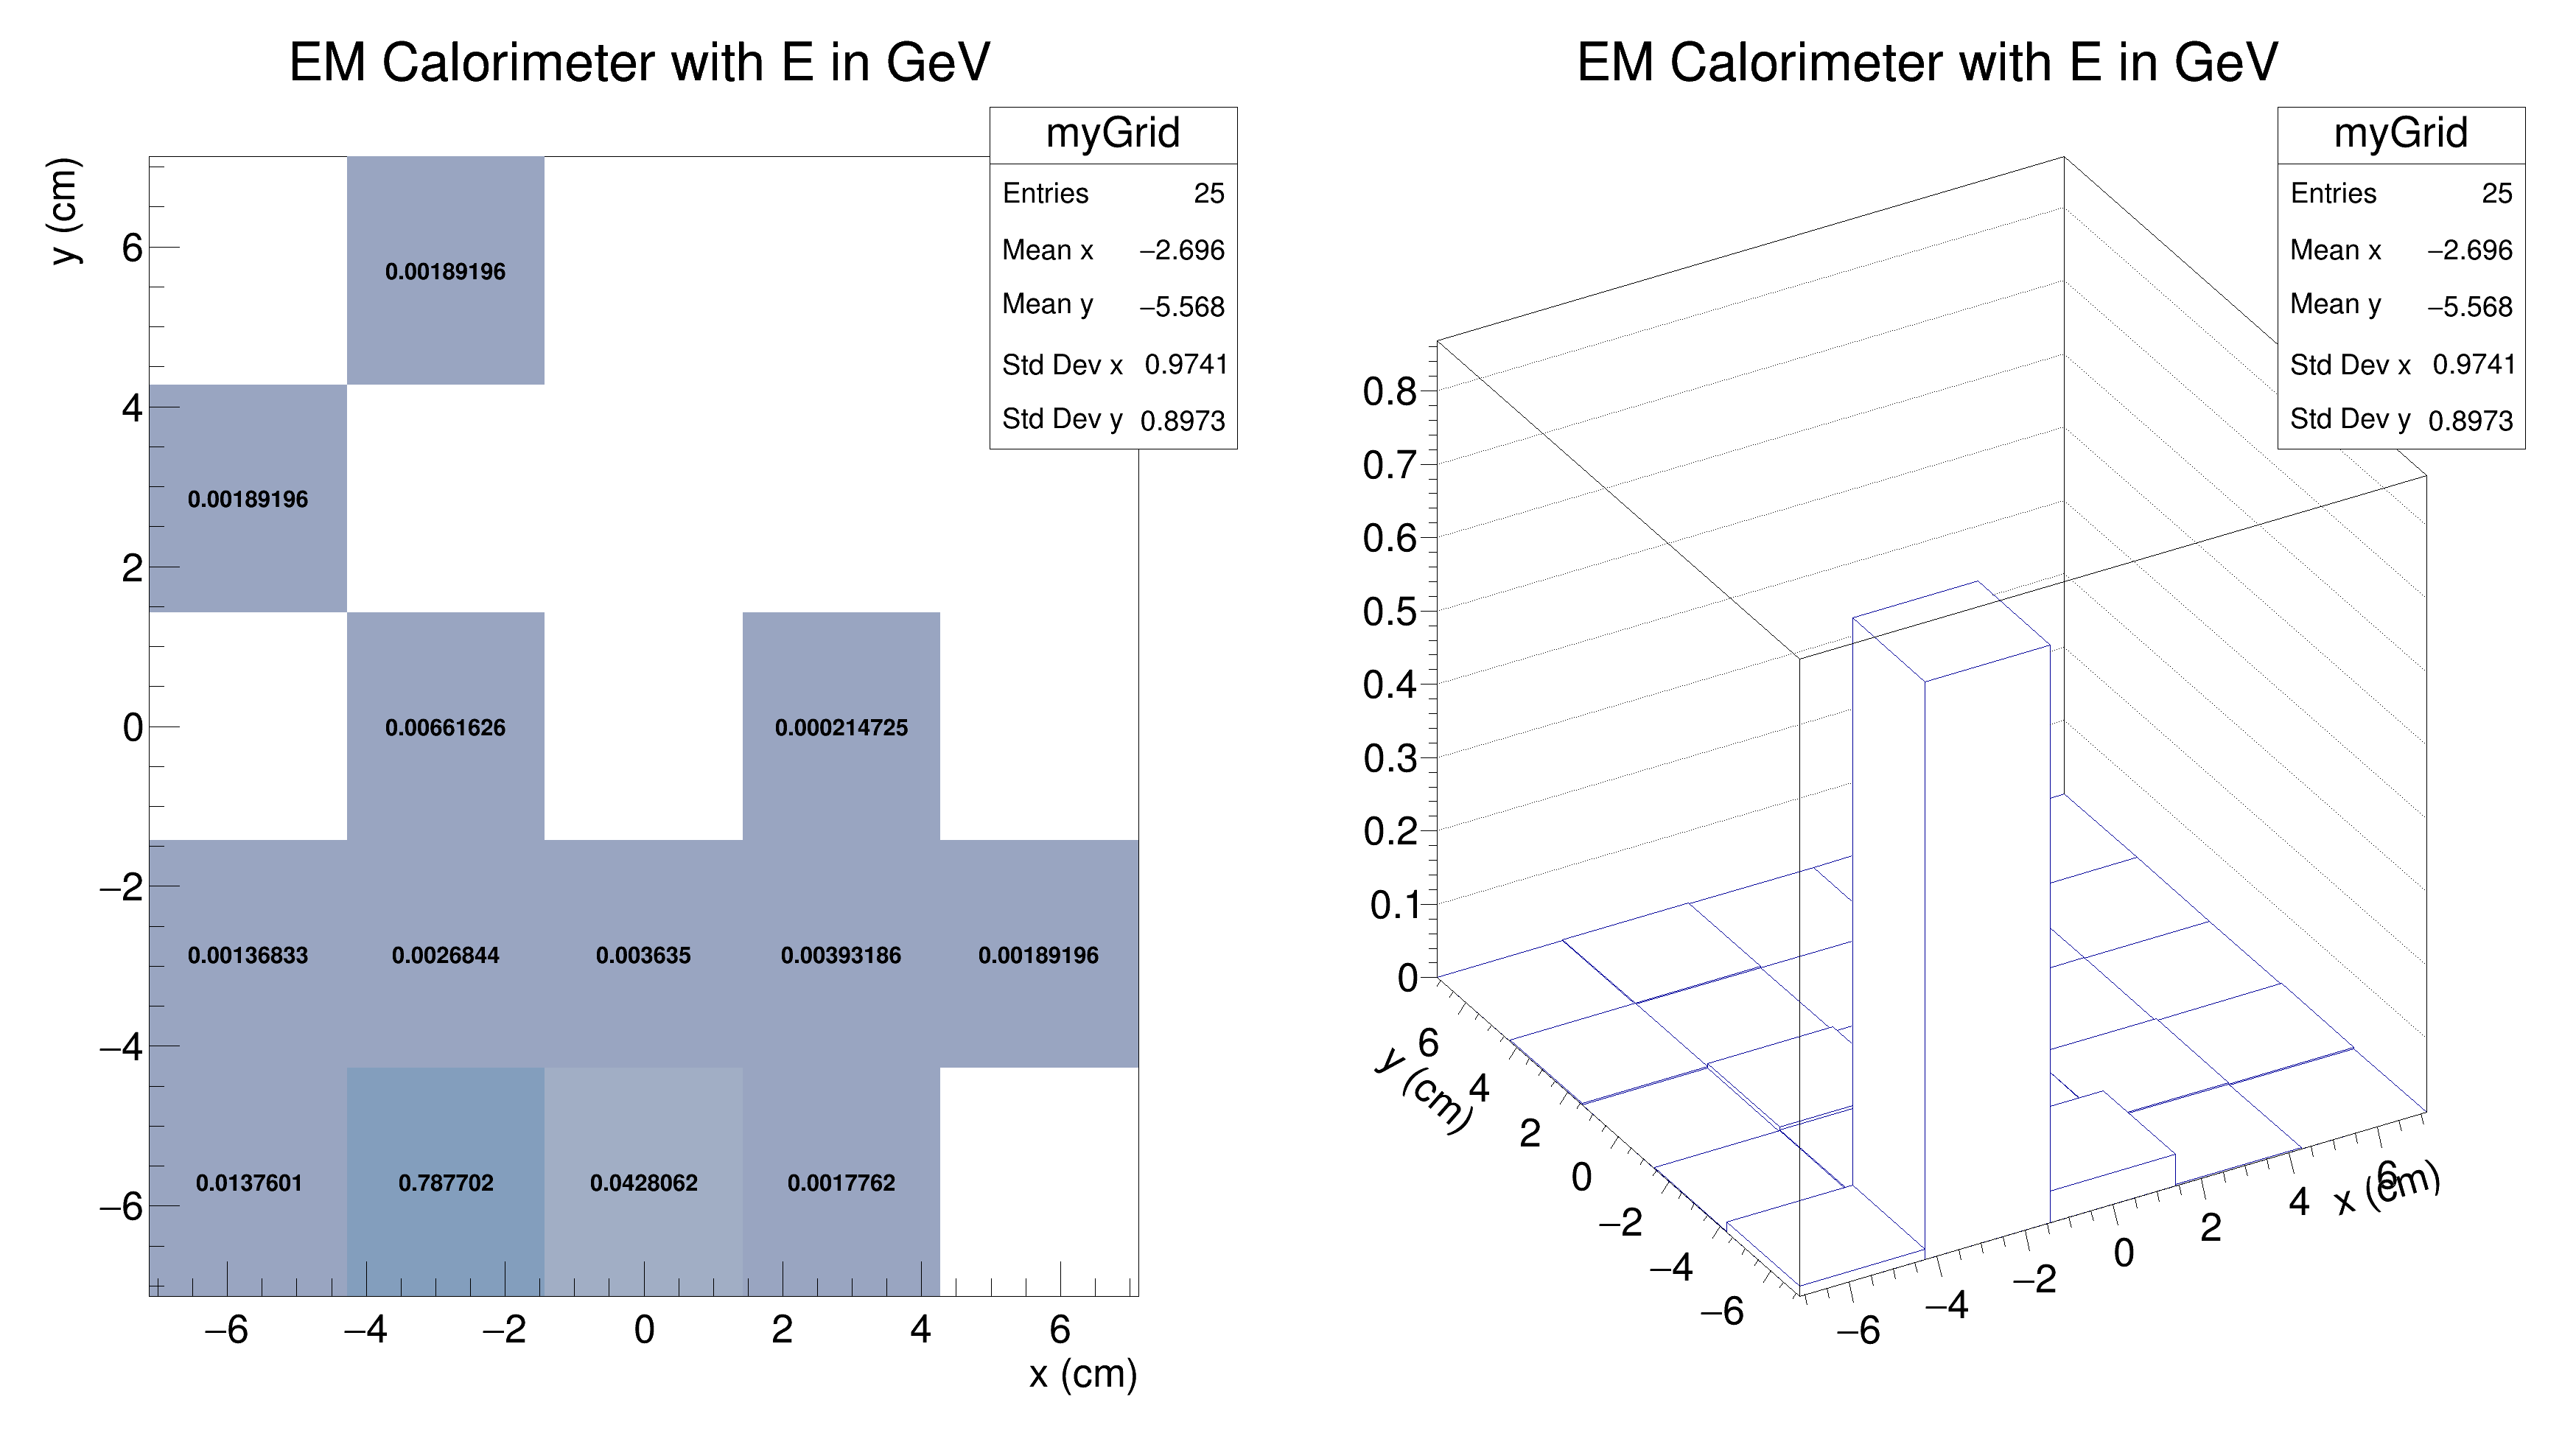 EM Calorimeter with E in GeV
myGrid
Entries 25
Mean x −2.696
Mean y −5.568
Std Dev x 0.9741
Std Dev y 0.8973
y (cm)
6
4
2
0
−2
−4
−6
0.00189196
0.00189196
0.00661626 0.000214725
0.00136833 0.0026844 0.003635 0.00393186 0.00189196
0.0137601 0.787702 0.0428062 0.0017762
−6 −4 −2 0 2 4 6
x (cm)
EM Calorimeter with E in GeV
myGrid
Entries 25
Mean x −2.696
Mean y −5.568
Std Dev x 0.9741
Std Dev y 0.8973
0.8
0.7
0.6
0.5
0.4
0.3
0.2
0.1
0
y (cm)
6
4
2
0
−2
−4
−6
−6 −4 −2 0 2 4 6
x (cm)